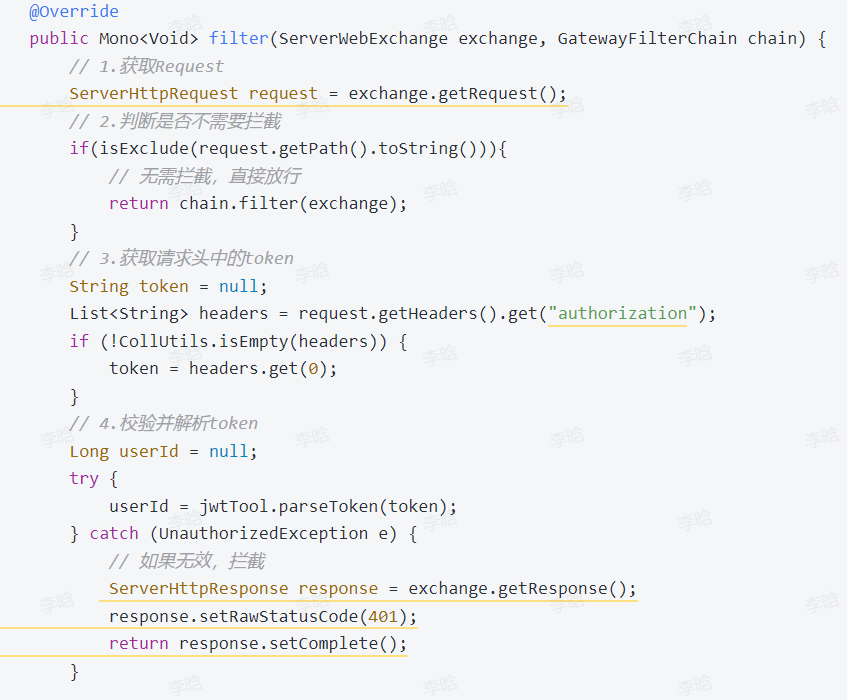 @Override
public Mono<Void> filter(ServerWebExchange exchange, GatewayFilterChain chain) {
    // 1.获取Request
    ServerHttpRequest request = exchange.getRequest();
    // 2.判断是否不需要拦截
    if(isExclude(request.getPath().toString())){
        // 无需拦截，直接放行
        return chain.filter(exchange);
    }
    // 3.获取请求头中的token
    String token = null;
    List<String> headers = request.getHeaders().get("authorization");
    if (!CollUtils.isEmpty(headers)) {
        token = headers.get(0);
    }
    // 4.校验并解析token
    Long userId = null;
    try {
        userId = jwtTool.parseToken(token);
    } catch (UnauthorizedException e) {
        // 如果无效，拦截
        ServerHttpResponse response = exchange.getResponse();
        response.setRawStatusCode(401);
        return response.setComplete();
    }